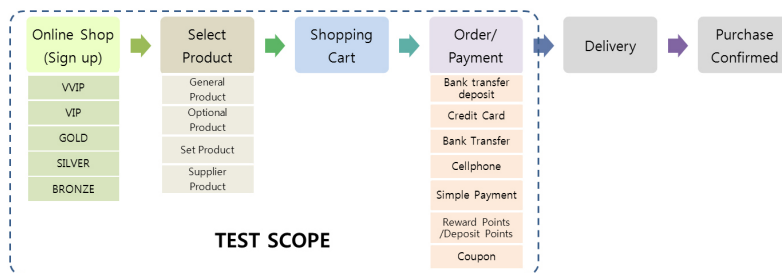 Online Shop
(Sign up)
VVIP
VIP
GOLD
SILVER
BRONZE
Select
Product
General
Product
Optional
Product
Set Product
Supplier
Product
Shopping
Cart
Order/
Payment
Bank transfer
deposit
Credit Card
Bank Transfer
Cellphone
Simple Payment
Reward Points
/Deposit Points
Coupon
Delivery
Purchase
Confirmed
TEST SCOPE